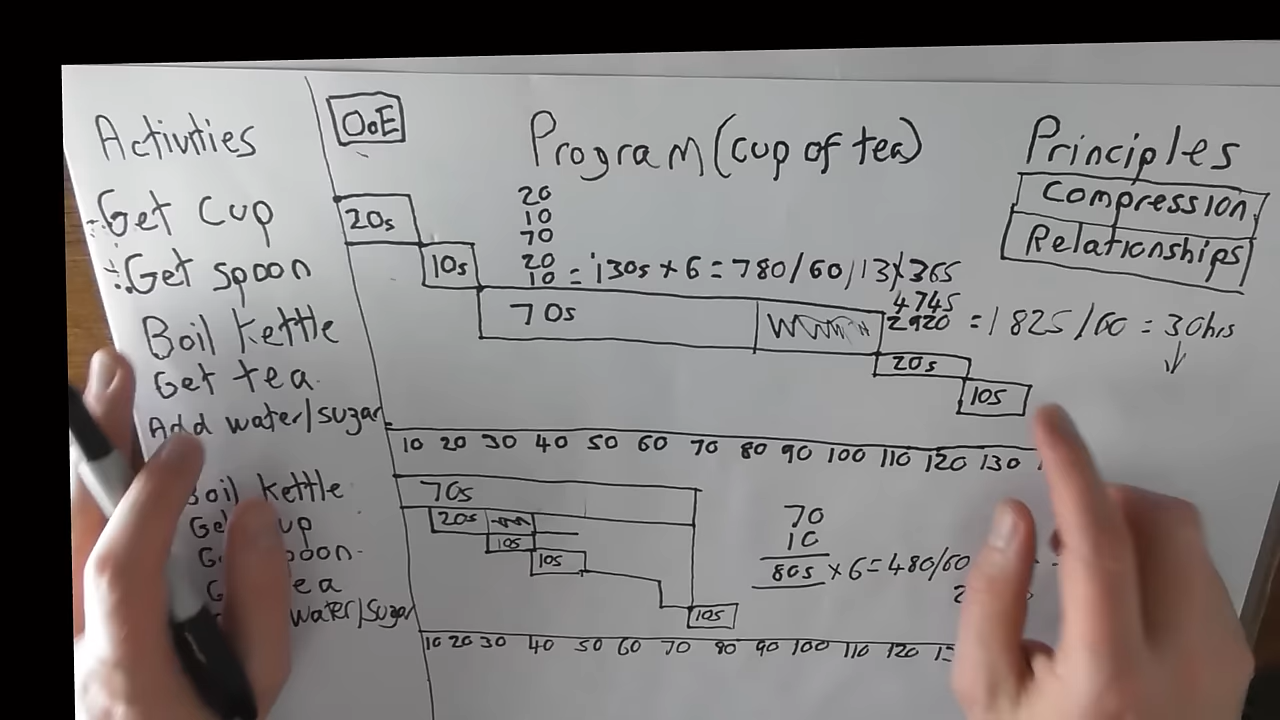 Activities
OoE
Program (cup of tea)
Principles
Compression
Relationships
Get Cup
Get spoon
Boil Kettle
Get tea
Add water/sugar
20s
10s
70s
20s
10s
20
10
70
20
10 = 130s x 6 = 780/60, 13 x 365
4745
2920 = 1825/60 = 30hrs
10 20 30 40 50 60 70 80 90 100 110 120 130
Boil Kettle
water/sugar
70s
20s
10s
10s
10s
70
10
80s x 6 = 480/60
10 20 30 40 50 60 70 80 90 100 110 120